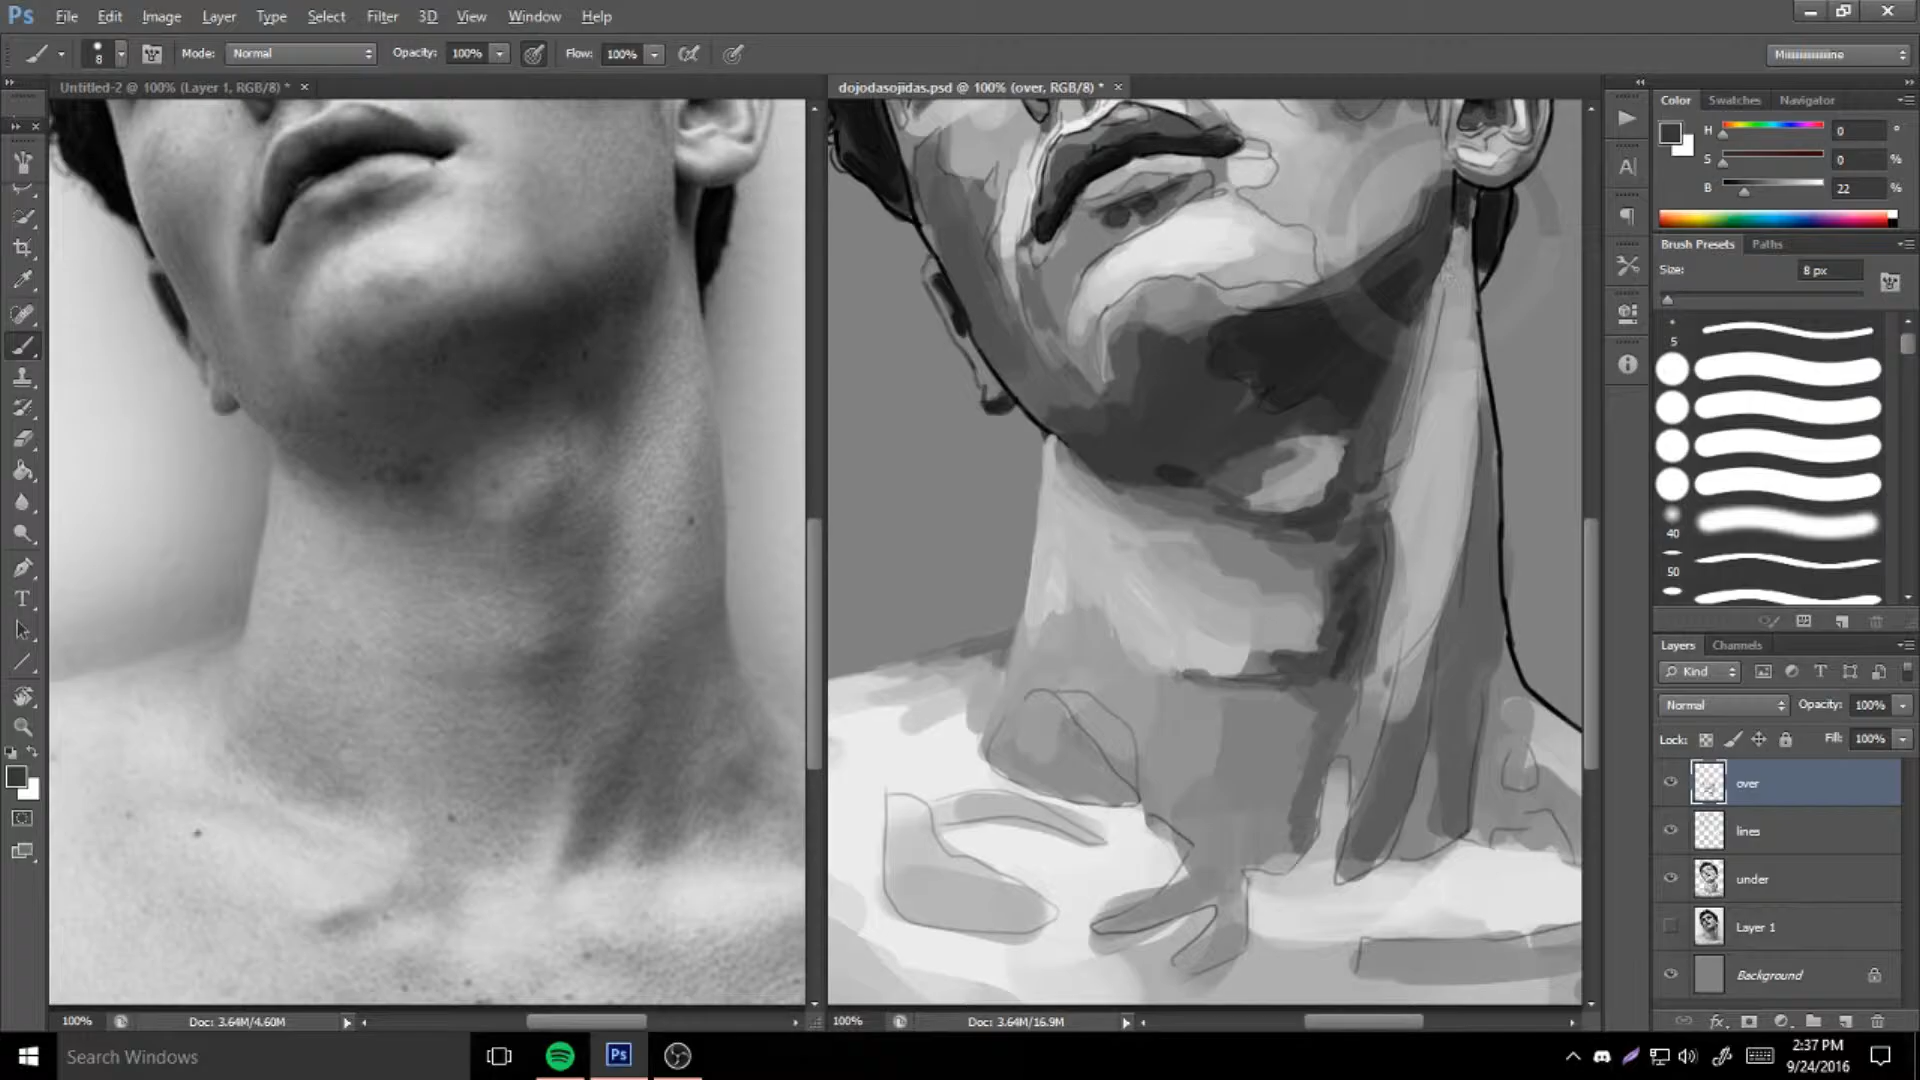 Ps File Edit Image Layer Type Select Filter 3D View Window Help
8 Mode: Normal Opacity: 100% Flow: 100%
Untitled-2 @ 100% (Layer 1, RGB/8) * ×
dojodasojidas.psd @ 100% (over, RGB/8) * ×
Color Swatches Navigator
H 0 °
S 0 %
B 22 %
Brush Presets Paths
Size: 8 px
5
40
50
Layers Channels
Kind
Normal Opacity: 100%
Lock: Fill: 100%
over
lines
under
Layer 1
Background
100% Doc: 3.64M/4.60M
100% Doc: 3.64M/16.9M
Search Windows
Ps
2:37 PM
9/24/2016